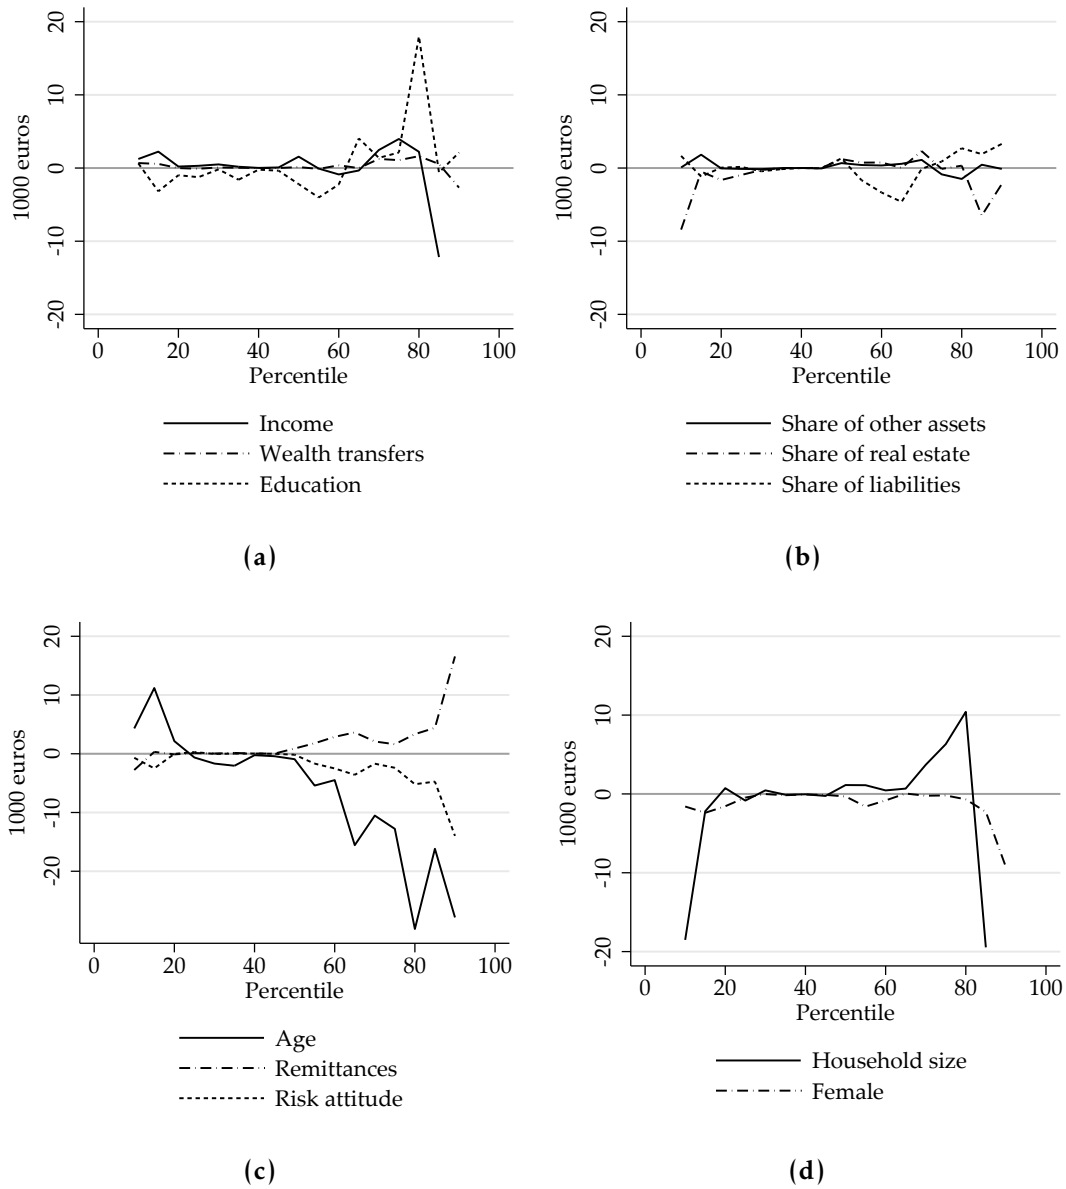 20
10
0
-10
-20
1000 euros
0 20 40 60 80 100
Percentile
Income
Wealth transfers
Education
(a)
20
10
0
-10
-20
1000 euros
0 20 40 60 80 100
Percentile
Share of other assets
Share of real estate
Share of liabilities
(b)
20
10
0
-10
-20
1000 euros
0 20 40 60 80 100
Percentile
Age
Remittances
Risk attitude
(c)
20
10
0
-10
-20
1000 euros
0 20 40 60 80 100
Percentile
Household size
Female
(d)